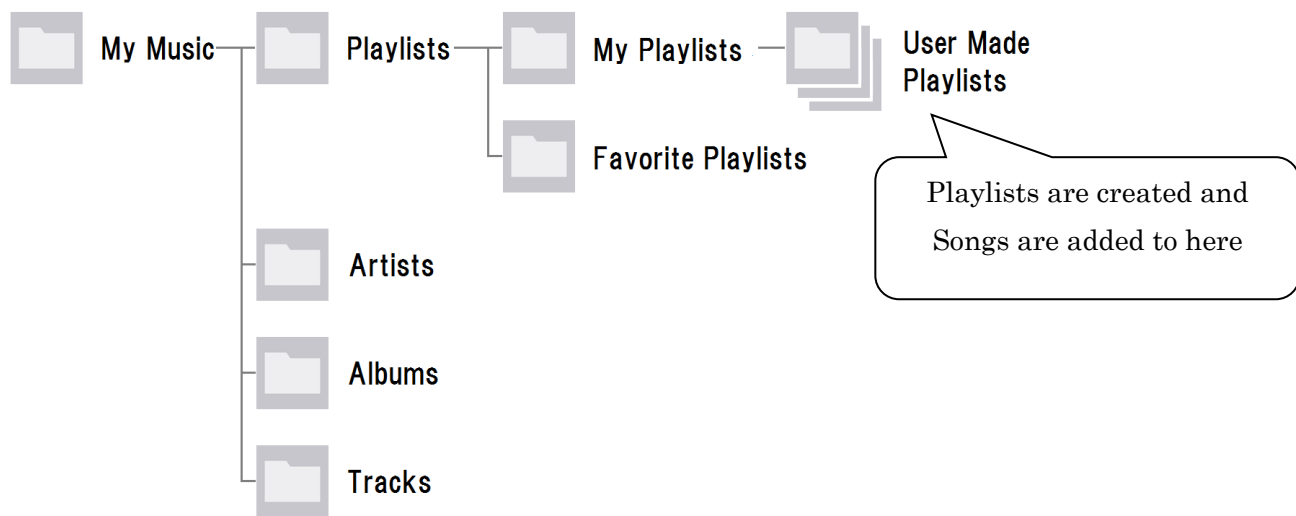 My Music
Playlists
My Playlists
User Made
Playlists
Favorite Playlists
Playlists are created and
Songs are added to here
Artists
Albums
Tracks